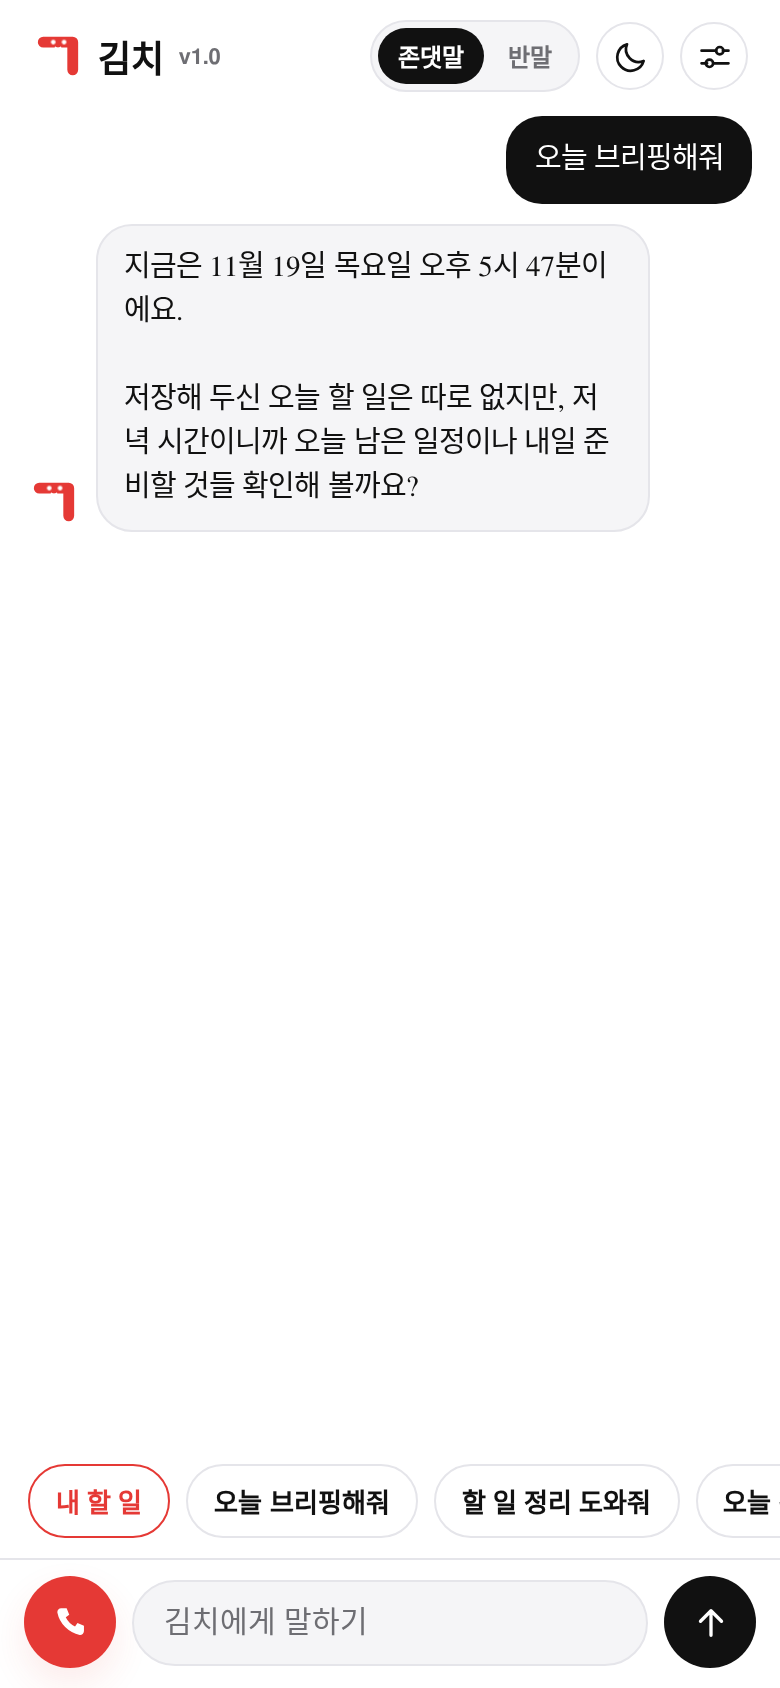 김치 v1.0 존댓말 반말
오늘 브리핑해줘
지금은 11월 19일 목요일 오후 5시 47분이
에요.
저장해 두신 오늘 할 일은 따로 없지만, 저
녁 시간이니까 오늘 남은 일정이나 내일 준
비할 것들 확인해 볼까요?
내 할 일 오늘 브리핑해줘 할 일 정리 도와줘 오늘
김치에게 말하기